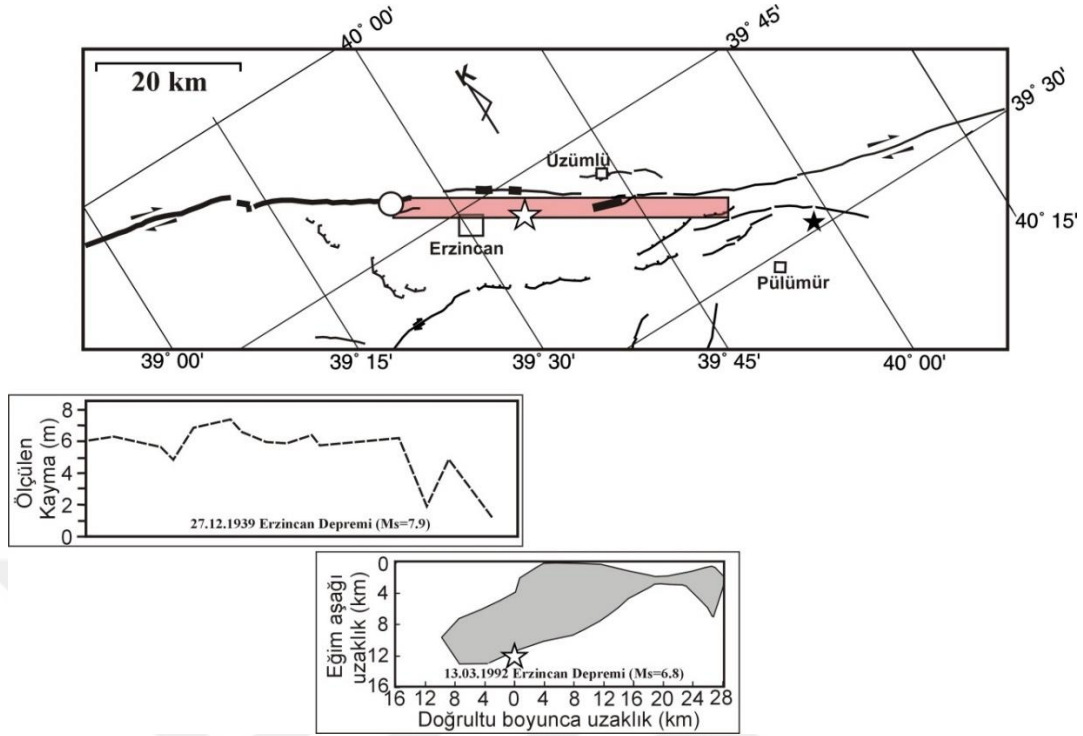 40° 00'
39° 45'
39° 30'
20 km
K
Üzümlü
Erzincan
Pülümür
40° 15'
39° 00'
39° 15'
39° 30'
39° 45'
40° 00'
Ölçülen
Kayma (m)
8
6
4
2
0
27.12.1939 Erzincan Depremi (Ms=7.9)
Eğim aşağı
uzaklık (km)
0
4
8
12
16
13.03.1992 Erzincan Depremi (Ms=6.8)
16 12 8 4 0 4 8 12 16 20 24 28
Doğrultu boyunca uzaklık (km)